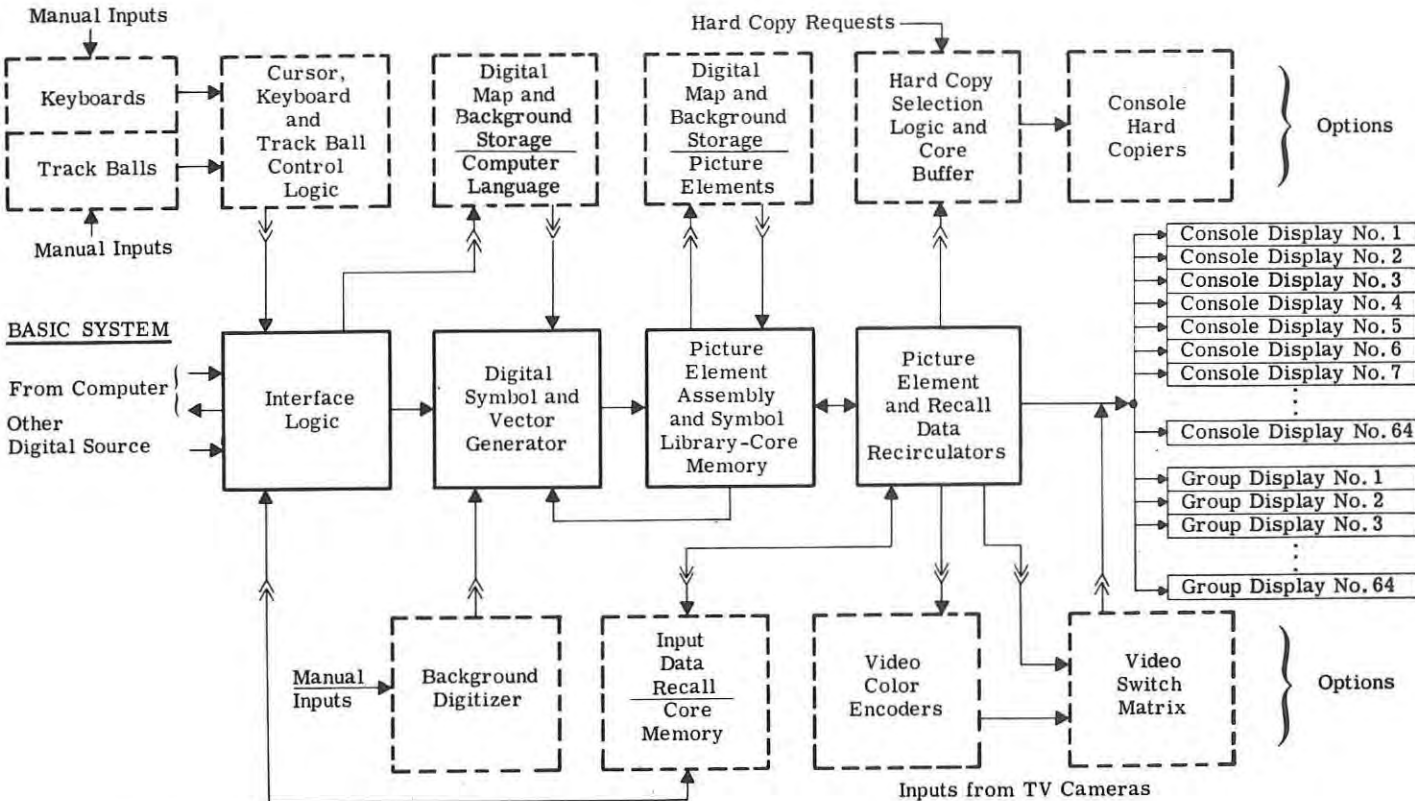 Manual Inputs
Keyboards
Track Balls
Manual Inputs
Cursor,
Keyboard
and
Track Ball
Control
Logic
Digital
Map and
Background
Storage
Computer
Language
Digital
Map and
Background
Storage
Picture
Elements
Hard Copy Requests
Hard Copy
Selection
Logic and
Core
Buffer
Console
Hard
Copiers
Options
BASIC SYSTEM
From Computer
Other
Digital Source
Interface
Logic
Digital
Symbol and
Vector
Generator
Picture
Element
Assembly
and Symbol
Library-Core
Memory
Picture
Element
and Recall
Data
Recirculators
Console Display No. 1
Console Display No. 2
Console Display No. 3
Console Display No. 4
Console Display No. 5
Console Display No. 6
Console Display No. 7
Console Display No. 64
Group Display No. 1
Group Display No. 2
Group Display No. 3
Group Display No. 64
Manual
Inputs
Background
Digitizer
Input
Data
Recall
Core
Memory
Video
Color
Encoders
Video
Switch
Matrix
Options
Inputs from TV Cameras